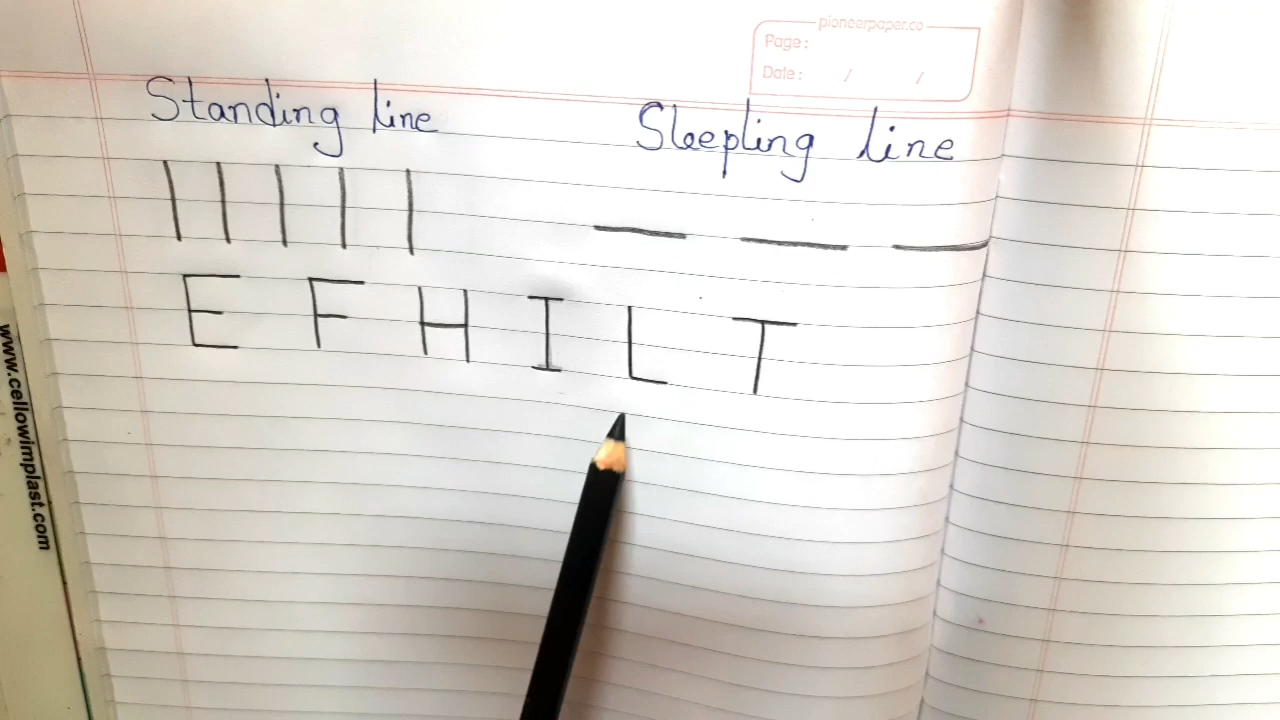 pioneerpaper.co
Page :
Date : / /
Standing line
Sleepling line
E F H I L T
www.cellowimplast.com